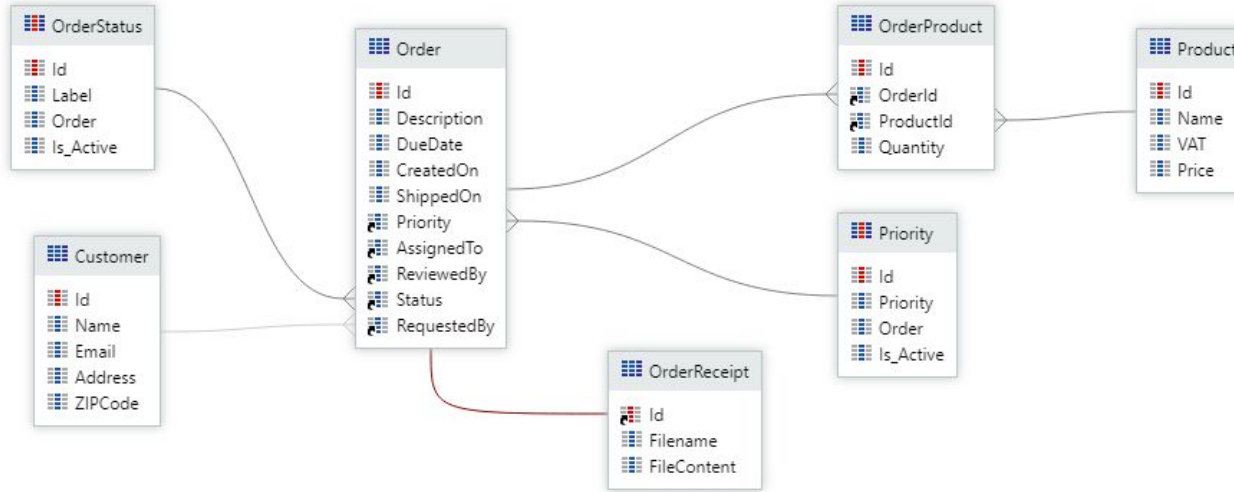 OrderStatus
Id
Label
Order
Is_Active
Order
Id
Description
DueDate
CreatedOn
ShippedOn
Priority
AssignedTo
ReviewedBy
Status
RequestedBy
OrderProduct
Id
OrderId
ProductId
Quantity
Product
Id
Name
VAT
Price
Customer
Id
Name
Email
Address
ZIPCode
Priority
Id
Priority
Order
Is_Active
OrderReceipt
Id
Filename
FileContent